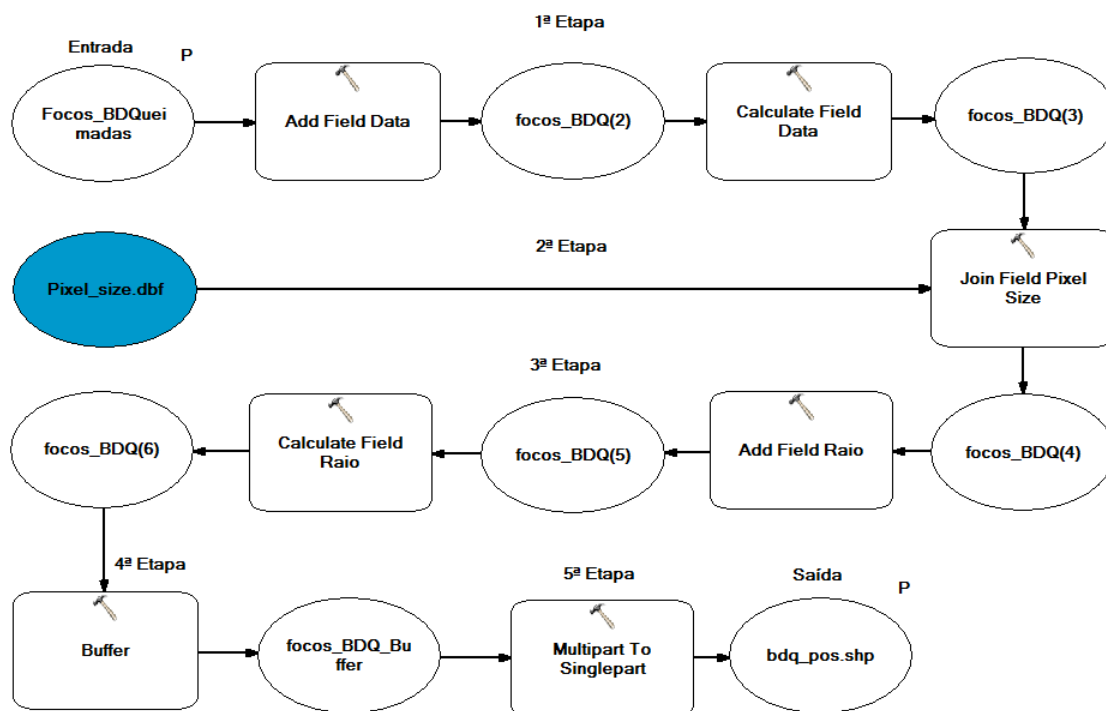 1ª Etapa
Entrada
P
Focos_BDQuei
madas
Add Field Data
focos_BDQ(2)
Calculate Field
Data
focos_BDQ(3)
2ª Etapa
Pixel_size.dbf
Join Field Pixel
Size
3ª Etapa
focos_BDQ(6)
Calculate Field
Raio
focos_BDQ(5)
Add Field Raio
focos_BDQ(4)
4ª Etapa
Buffer
focos_BDQ_Bu
ffer
5ª Etapa
Multipart To
Singlepart
Saída
P
bdq_pos.shp